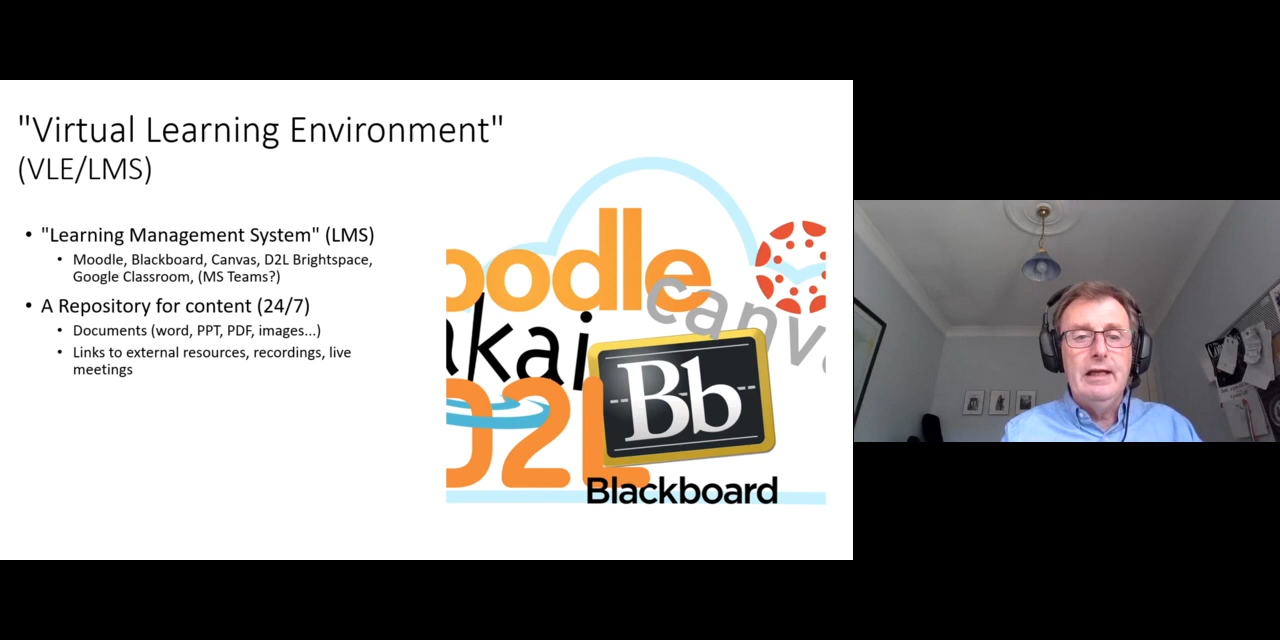 "Virtual Learning Environment"
(VLE/LMS)
• "Learning Management System" (LMS)
• Moodle, Blackboard, Canvas, D2L Brightspace,
Google Classroom, (MS Teams?)
• A Repository for content (24/7)
• Documents (word, PPT, PDF, images...)
• Links to external resources, recordings, live
meetings
oodle
canva
akai
D2L
Bb
Blackboard